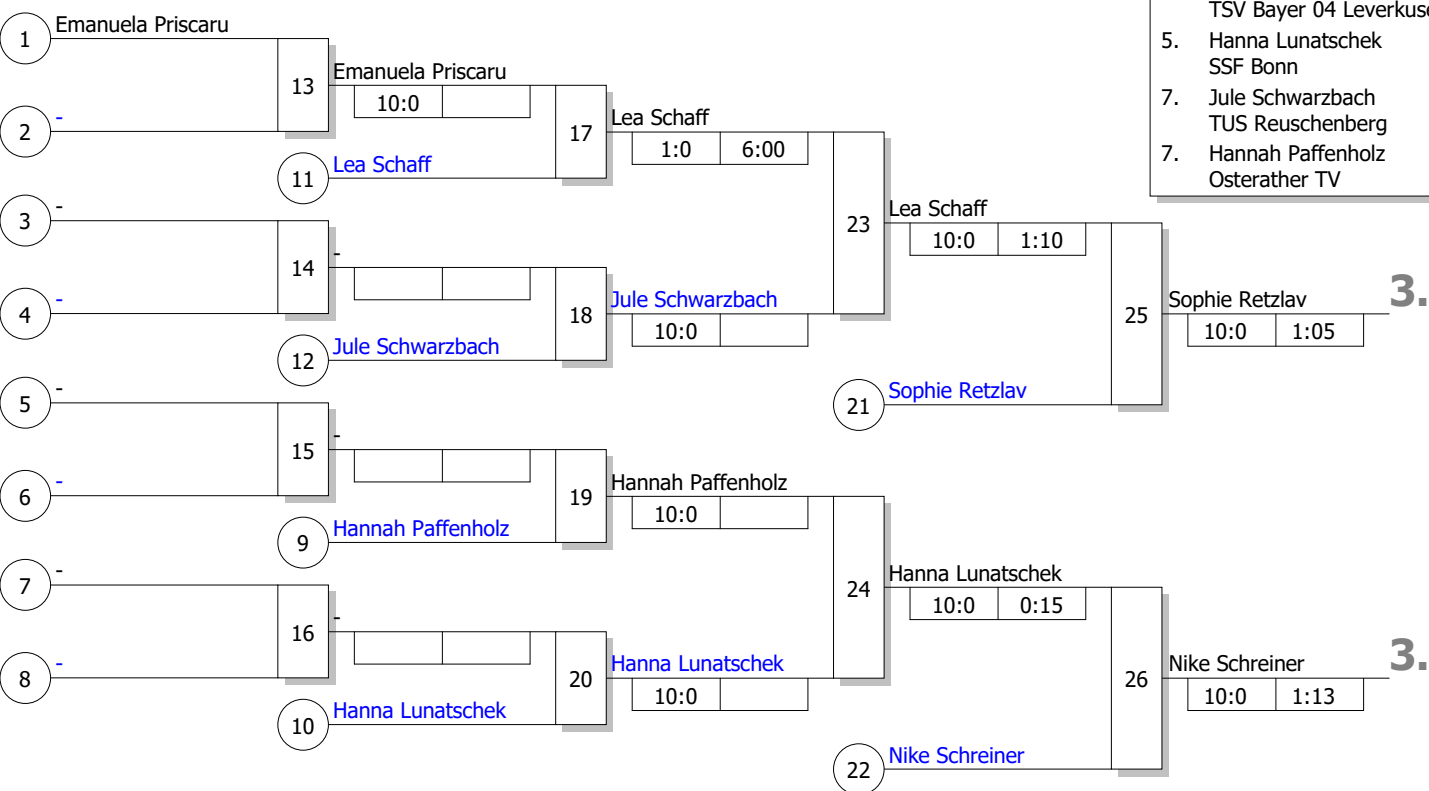 TSV Bayer 04 Leverkuse
5. Hanna Lunatschek
SSF Bonn
7. Jule Schwarzbach
TUS Reuschenberg
7. Hannah Paffenholz
Osterather TV
1 Emanuela Priscaru
2 -
13 Emanuela Priscaru
10:0
11 Lea Schaff
17 Lea Schaff
1:0 6:00
3 -
4 -
14 -
12 Jule Schwarzbach
18 Jule Schwarzbach
10:0
23 Lea Schaff
10:0 1:10
21 Sophie Retzlav
25 Sophie Retzlav 3.
10:0 1:05
5 -
6 -
15 -
9 Hannah Paffenholz
19 Hannah Paffenholz
10:0
7 -
8 -
16 -
10 Hanna Lunatschek
20 Hanna Lunatschek
10:0
24 Hanna Lunatschek
10:0 0:15
22 Nike Schreiner
26 Nike Schreiner 3.
10:0 1:13